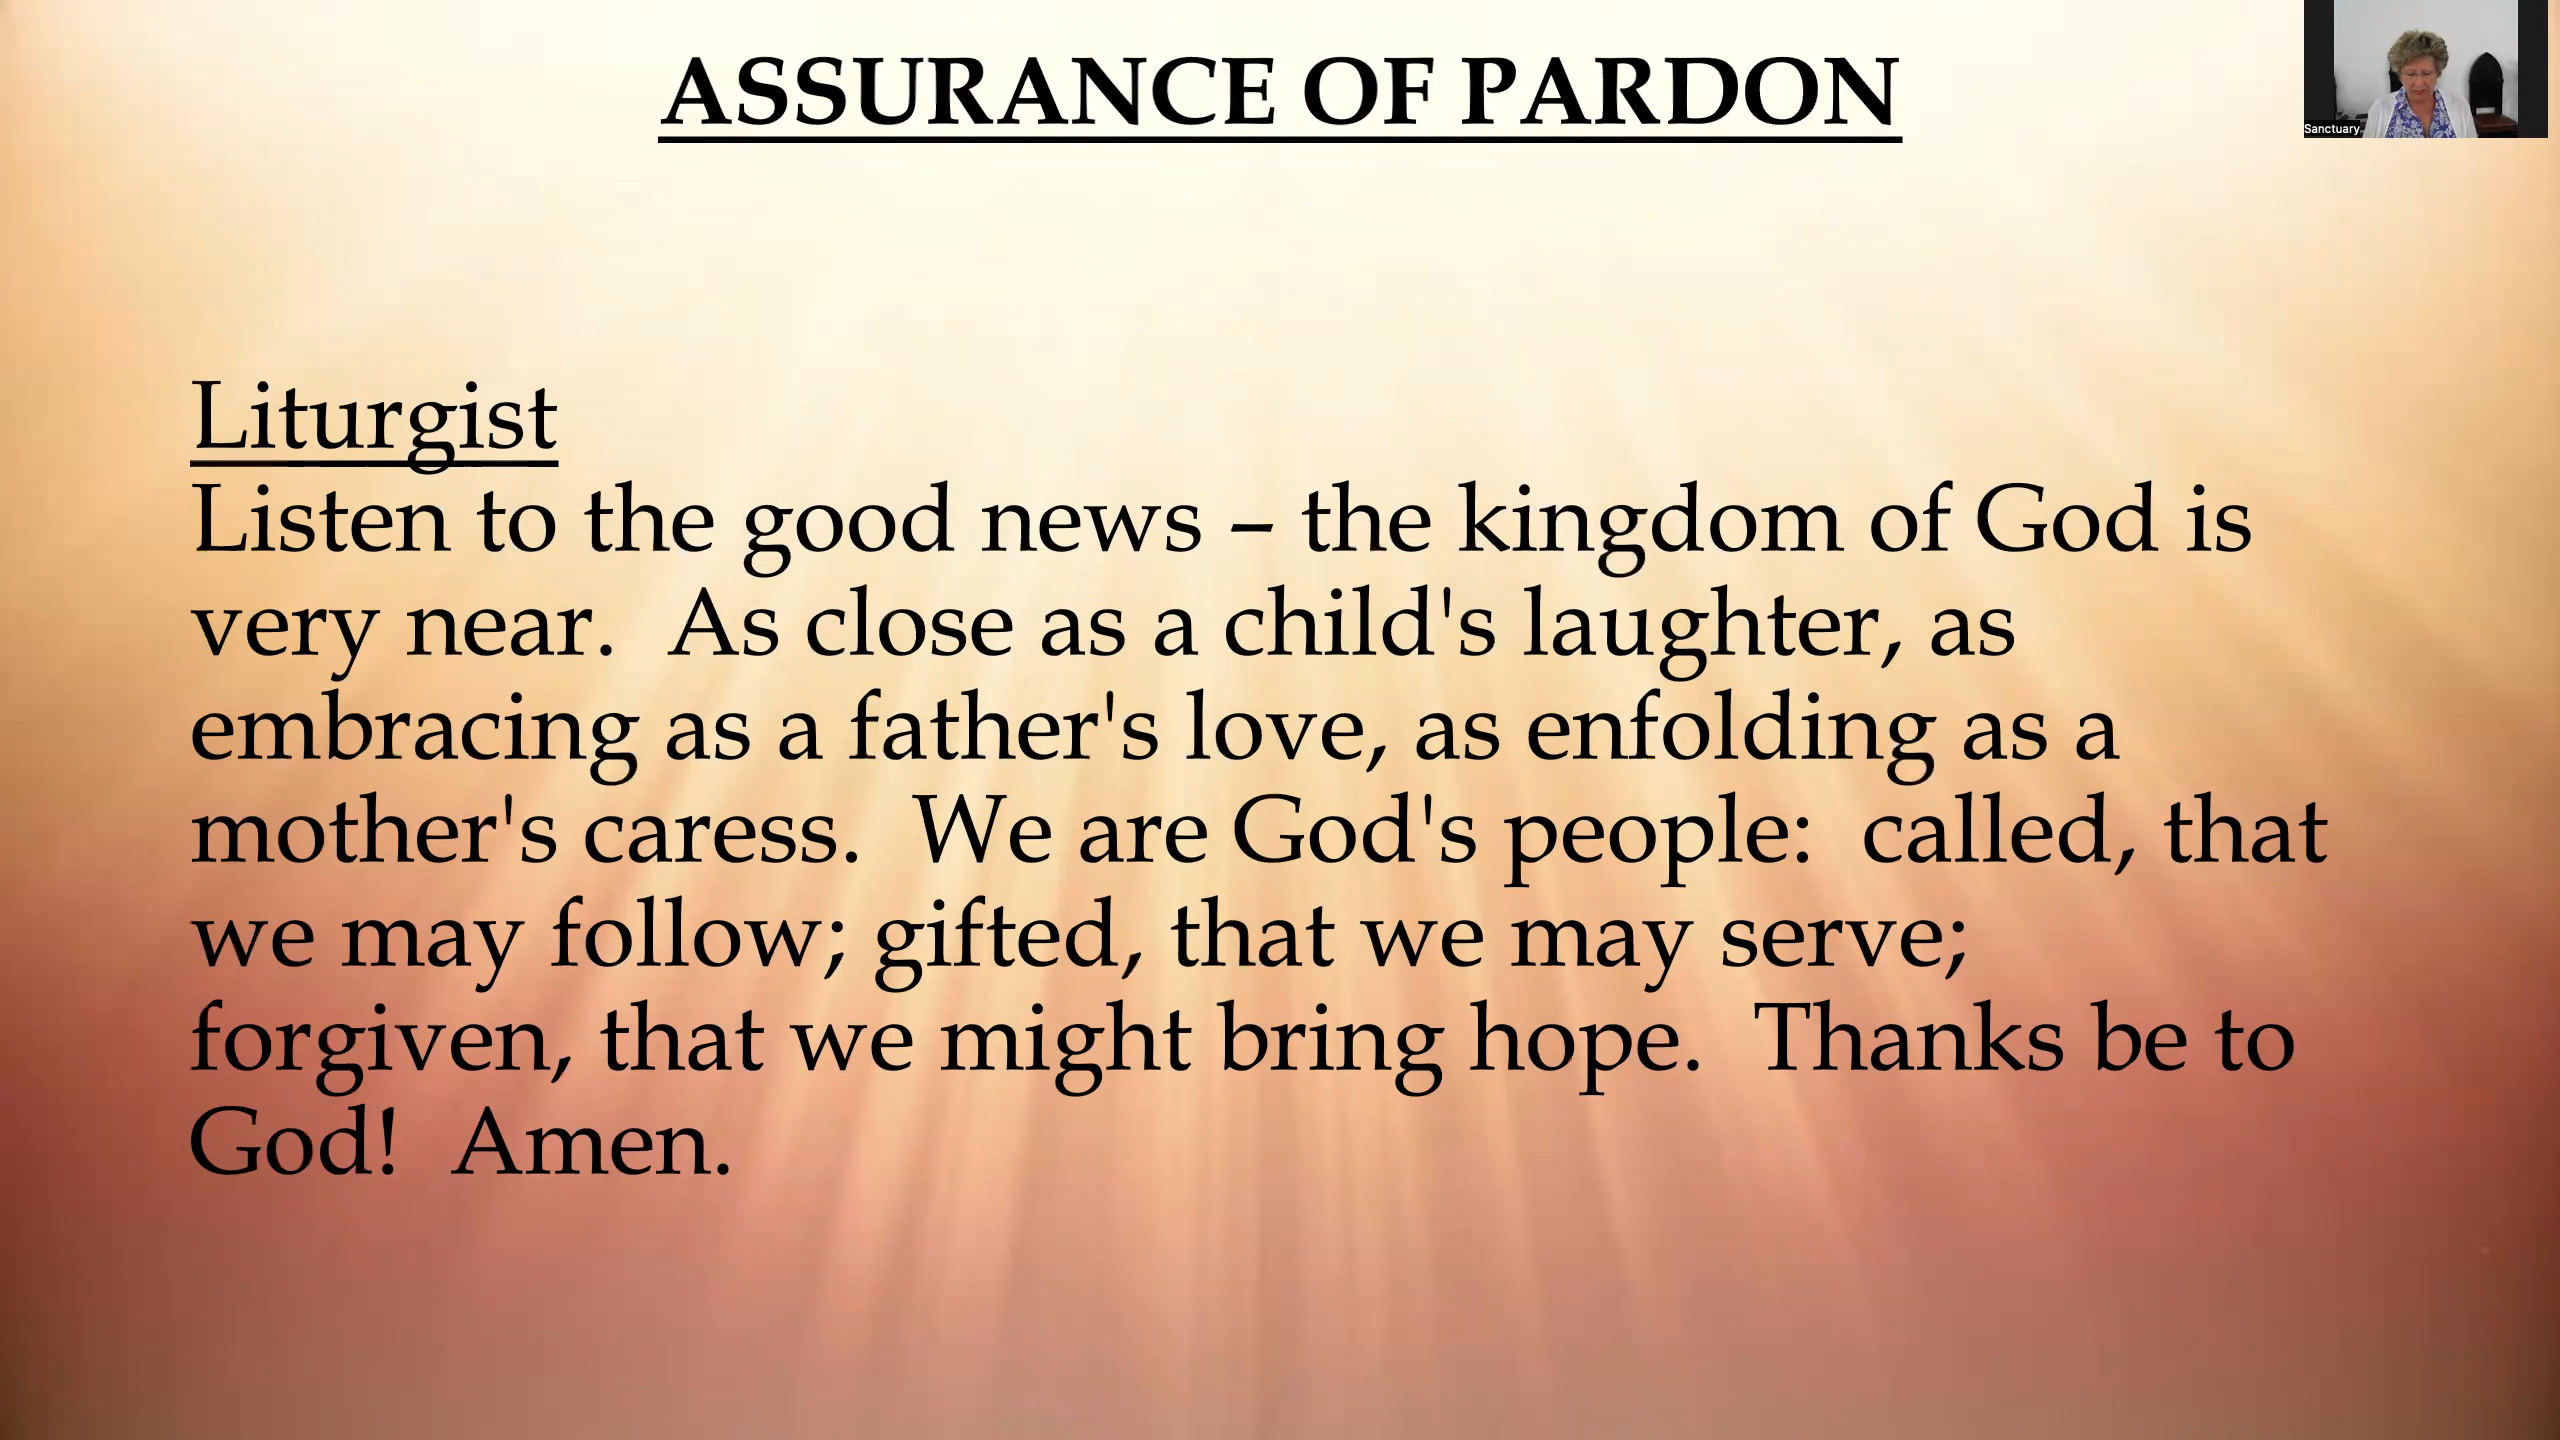 ASSURANCE OF PARDON
Sanctuary
Liturgist
Listen to the good news – the kingdom of God is
very near.  As close as a child's laughter, as
embracing as a father's love, as enfolding as a
mother's caress.  We are God's people:  called, that
we may follow; gifted, that we may serve;
forgiven, that we might bring hope.  Thanks be to
God!  Amen.